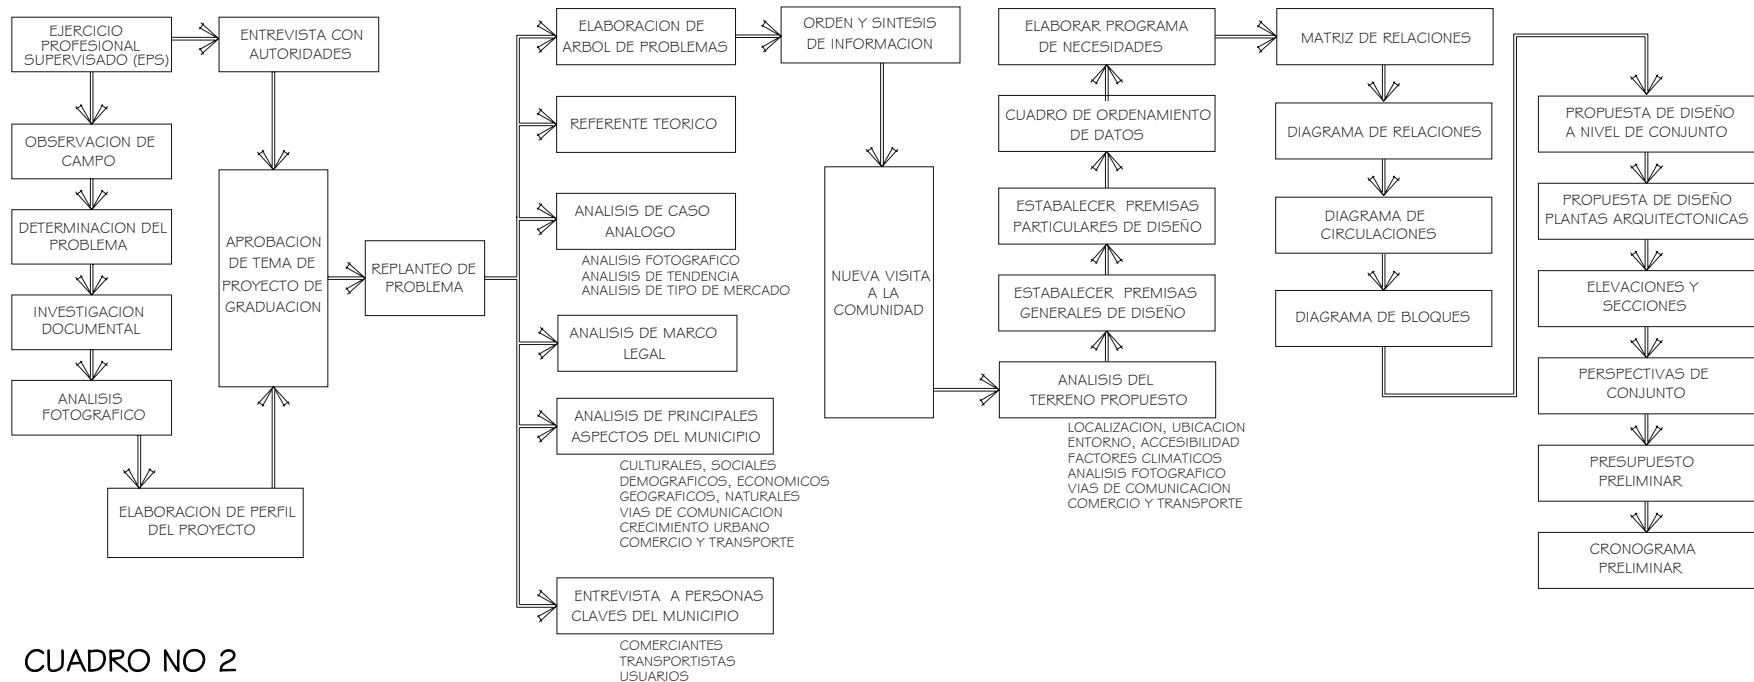 EJERCICIO
PROFESIONAL
SUPERVISADO (EPS)
ENTREVISTA CON
AUTORIDADES
OBSERVACION DE
CAMPO
DETERMINACION DEL
PROBLEMA
INVESTIGACION
DOCUMENTAL
ANALISIS
FOTOGRAFICO
ELABORACION DE PERFIL
DEL PROYECTO
APROBACION
DE TEMA DE
PROYECTO DE
GRADUACION
REPLANTEO DE
PROBLEMA
ELABORACION DE
ARBOL DE PROBLEMAS
REFERENTE TEORICO
ANALISIS DE CASO
ANALOGO
ANALISIS FOTOGRAFICO
ANALISIS DE TENDENCIA
ANALISIS DE TIPO DE MERCADO
ANALISIS DE MARCO
LEGAL
ANALISIS DE PRINCIPALES
ASPECTOS DEL MUNICIPIO
CULTURALES, SOCIALES
DEMOGRAFICOS, ECONOMICOS
GEOGRAFICOS, NATURALES
VIAS DE COMUNICACION
CRECIMIENTO URBANO
COMERCIO Y TRANSPORTE
ENTREVISTA A PERSONAS
CLAVES DEL MUNICIPIO
COMERCIANTES
TRANSPORTISTAS
USUARIOS
ORDEN Y SINTESIS
DE INFORMACION
NUEVA VISITA
A LA
COMUNIDAD
ELABORAR PROGRAMA
DE NECESIDADES
CUADRO DE ORDENAMIENTO
DE DATOS
ESTABALECER PREMISAS
PARTICULARES DE DISEÑO
ESTABALECER PREMISAS
GENERALES DE DISEÑO
ANALISIS DEL
TERRENO PROPUESTO
LOCALIZACION, UBICACION
ENTORNO, ACCESIBILIDAD
FACTORES CLIMATICOS
ANALISIS FOTOGRAFICO
VIAS DE COMUNICACION
COMERCIO Y TRANSPORTE
MATRIZ DE RELACIONES
DIAGRAMA DE RELACIONES
DIAGRAMA DE
CIRCULACIONES
DIAGRAMA DE BLOQUES
PROPUESTA DE DISEÑO
A NIVEL DE CONJUNTO
PROPUESTA DE DISEÑO
PLANTAS ARQUITECTONICAS
ELEVACIONES Y
SECCIONES
PERSPECTIVAS DE
CONJUNTO
PRESUPUESTO
PRELIMINAR
CRONOGRAMA
PRELIMINAR
CUADRO NO 2